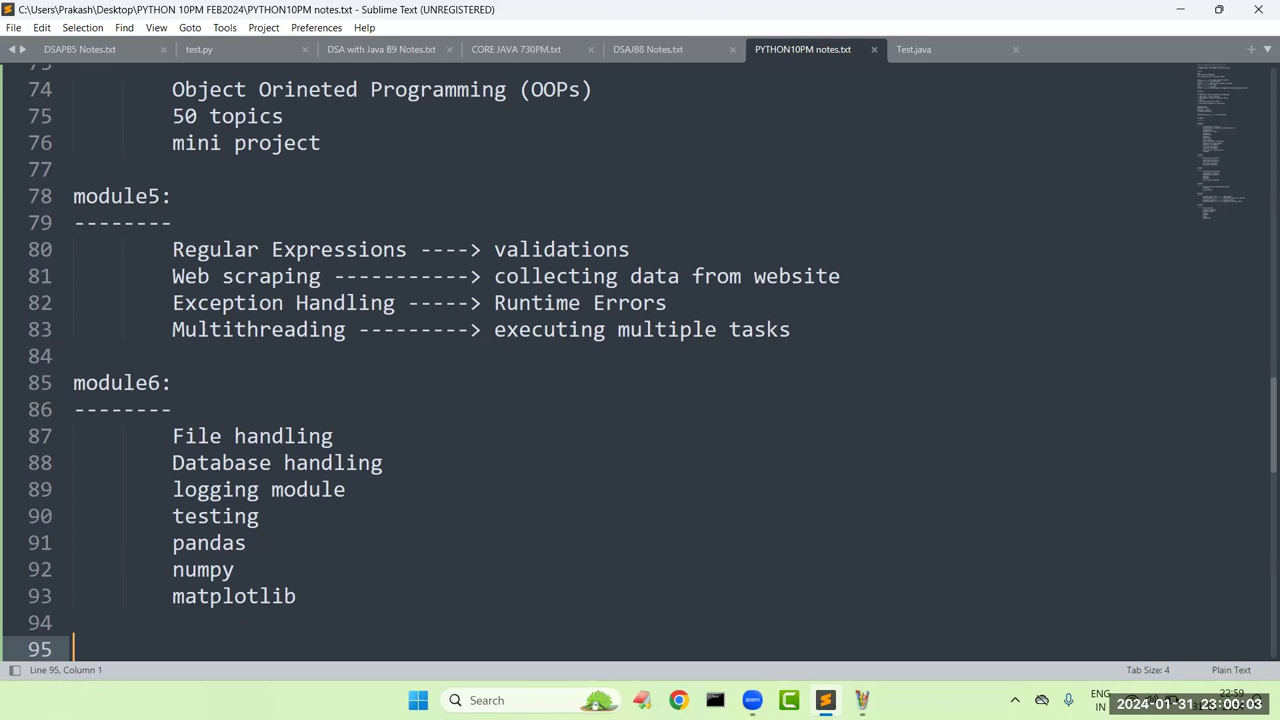 C:\Users\Prakash\Desktop\PYTHON 10PM FEB2024\PYTHON10PM notes.txt - Sublime Text (UNREGISTERED)
File Edit Selection Find View Goto Tools Project Preferences Help
DSAPB5 Notes.txt test.py DSA with Java B9 Notes.txt CORE JAVA 730PM.txt DSAJB8 Notes.txt PYTHON10PM notes.txt Test.java
74 Object Orineted Programming (OOPs)
75 50 topics
76 mini project
77
78 module5:
79 --------
80 Regular Expressions ----> validations
81 Web scraping ------------> collecting data from website
82 Exception Handling -----> Runtime Errors
83 Multithreading ---------> executing multiple tasks
84
85 module6:
86 --------
87 File handling
88 Database handling
89 logging module
90 testing
91 pandas
92 numpy
93 matplotlib
94
95
Line 95, Column 1 Tab Size: 4 Plain Text
Search
zoom
ENG
IN
22:59
2024-01-31 23:00:03